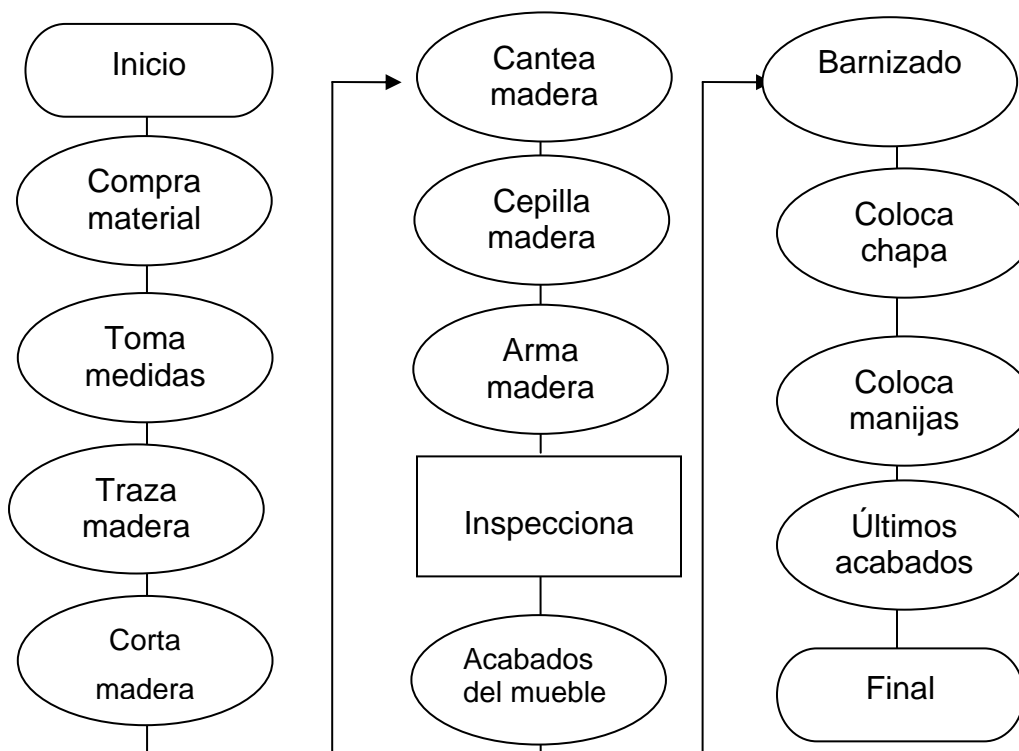 Inicio
Compra
material
Toma
medidas
Traza
madera
Corta
madera
Cantea
madera
Cepilla
madera
Arma
madera
Inspecciona
Acabados
del mueble
Barnizado
Coloca
chapa
Coloca
manijas
Últimos
acabados
Final